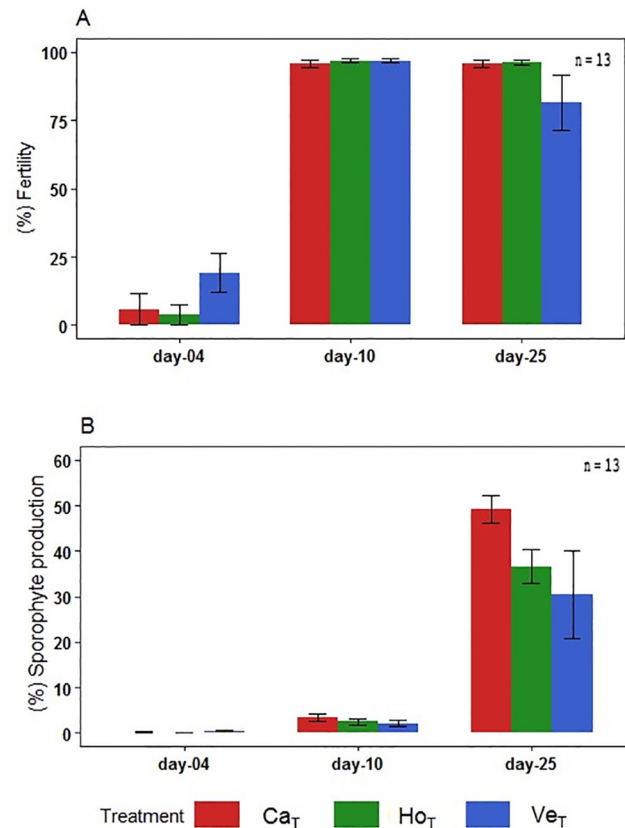 A
n = 13
100
75
50
25
0
(%) Fertility
day-04 day-10 day-25
B
n = 13
60
50
40
30
20
10
0
(%) Sporophyte production
day-04 day-10 day-25
Treatment CaT HoT VeT